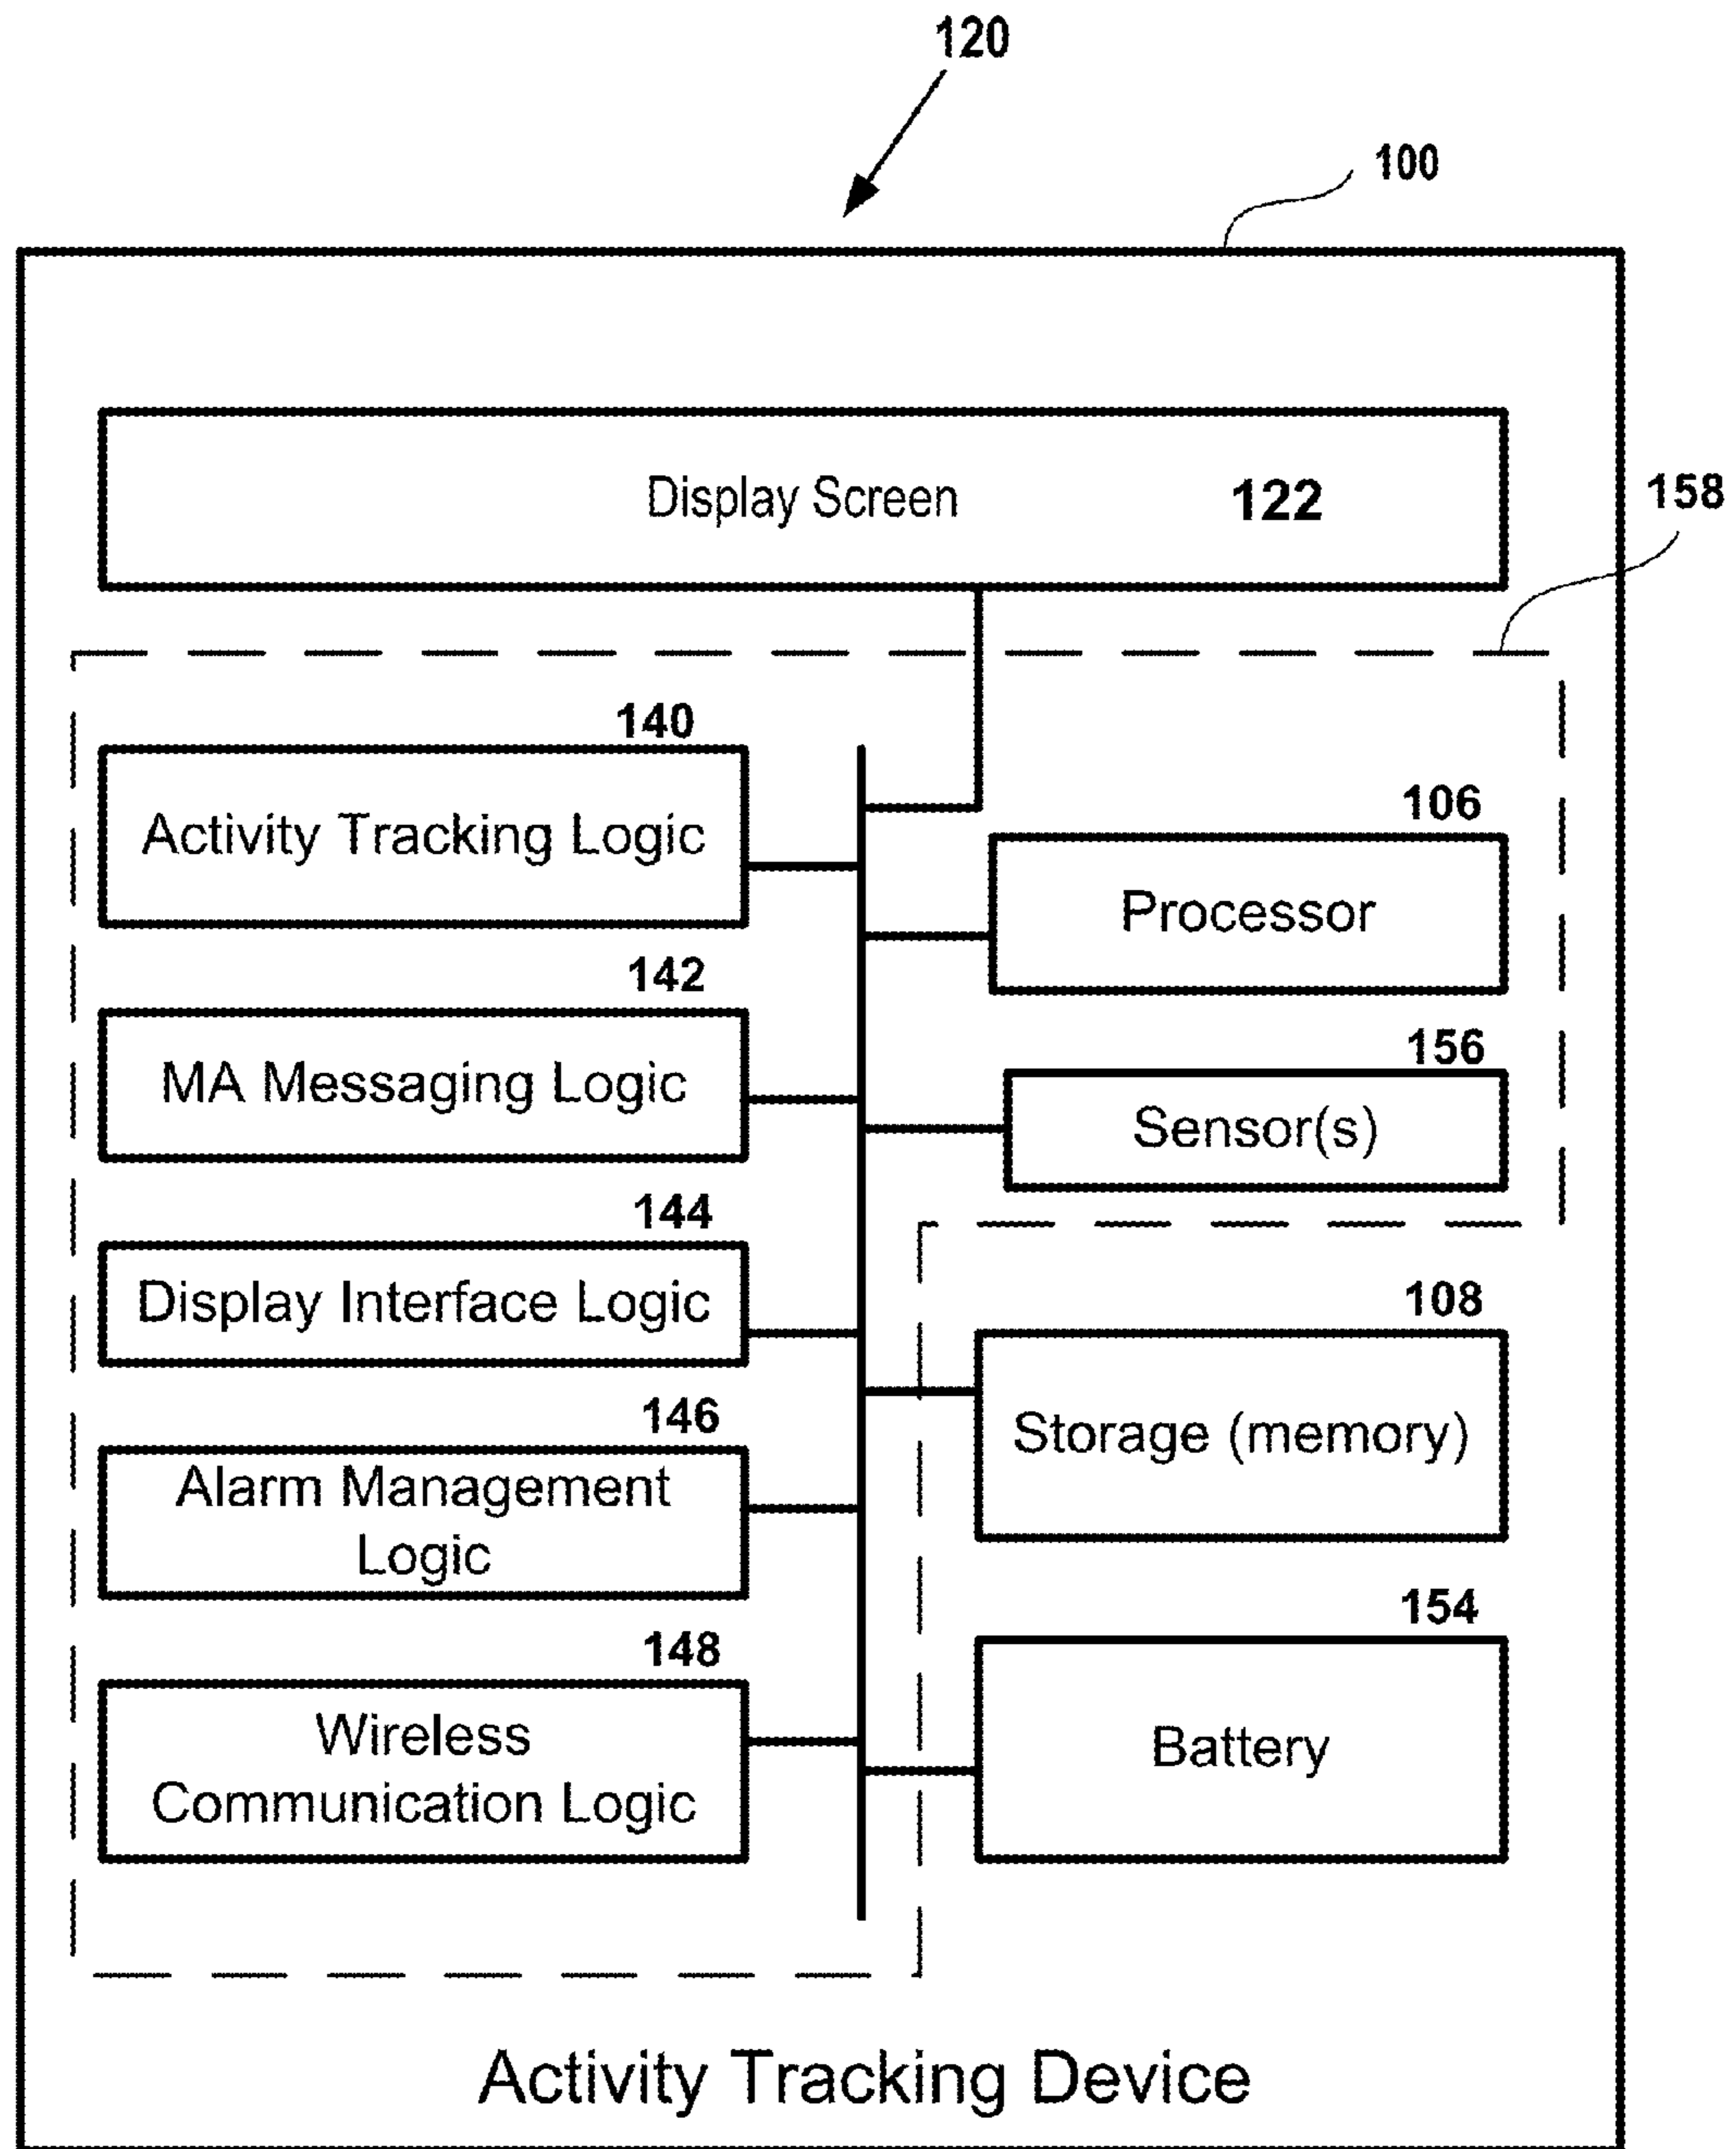 120
100
Display Screen 122
158
140
Activity Tracking Logic
106
Processor
142
MA Messaging Logic
156
Sensor(s)
144
Display Interface Logic
108
Storage (memory)
146
Alarm Management
Logic
154
Battery
148
Wireless
Communication Logic
Activity Tracking Device